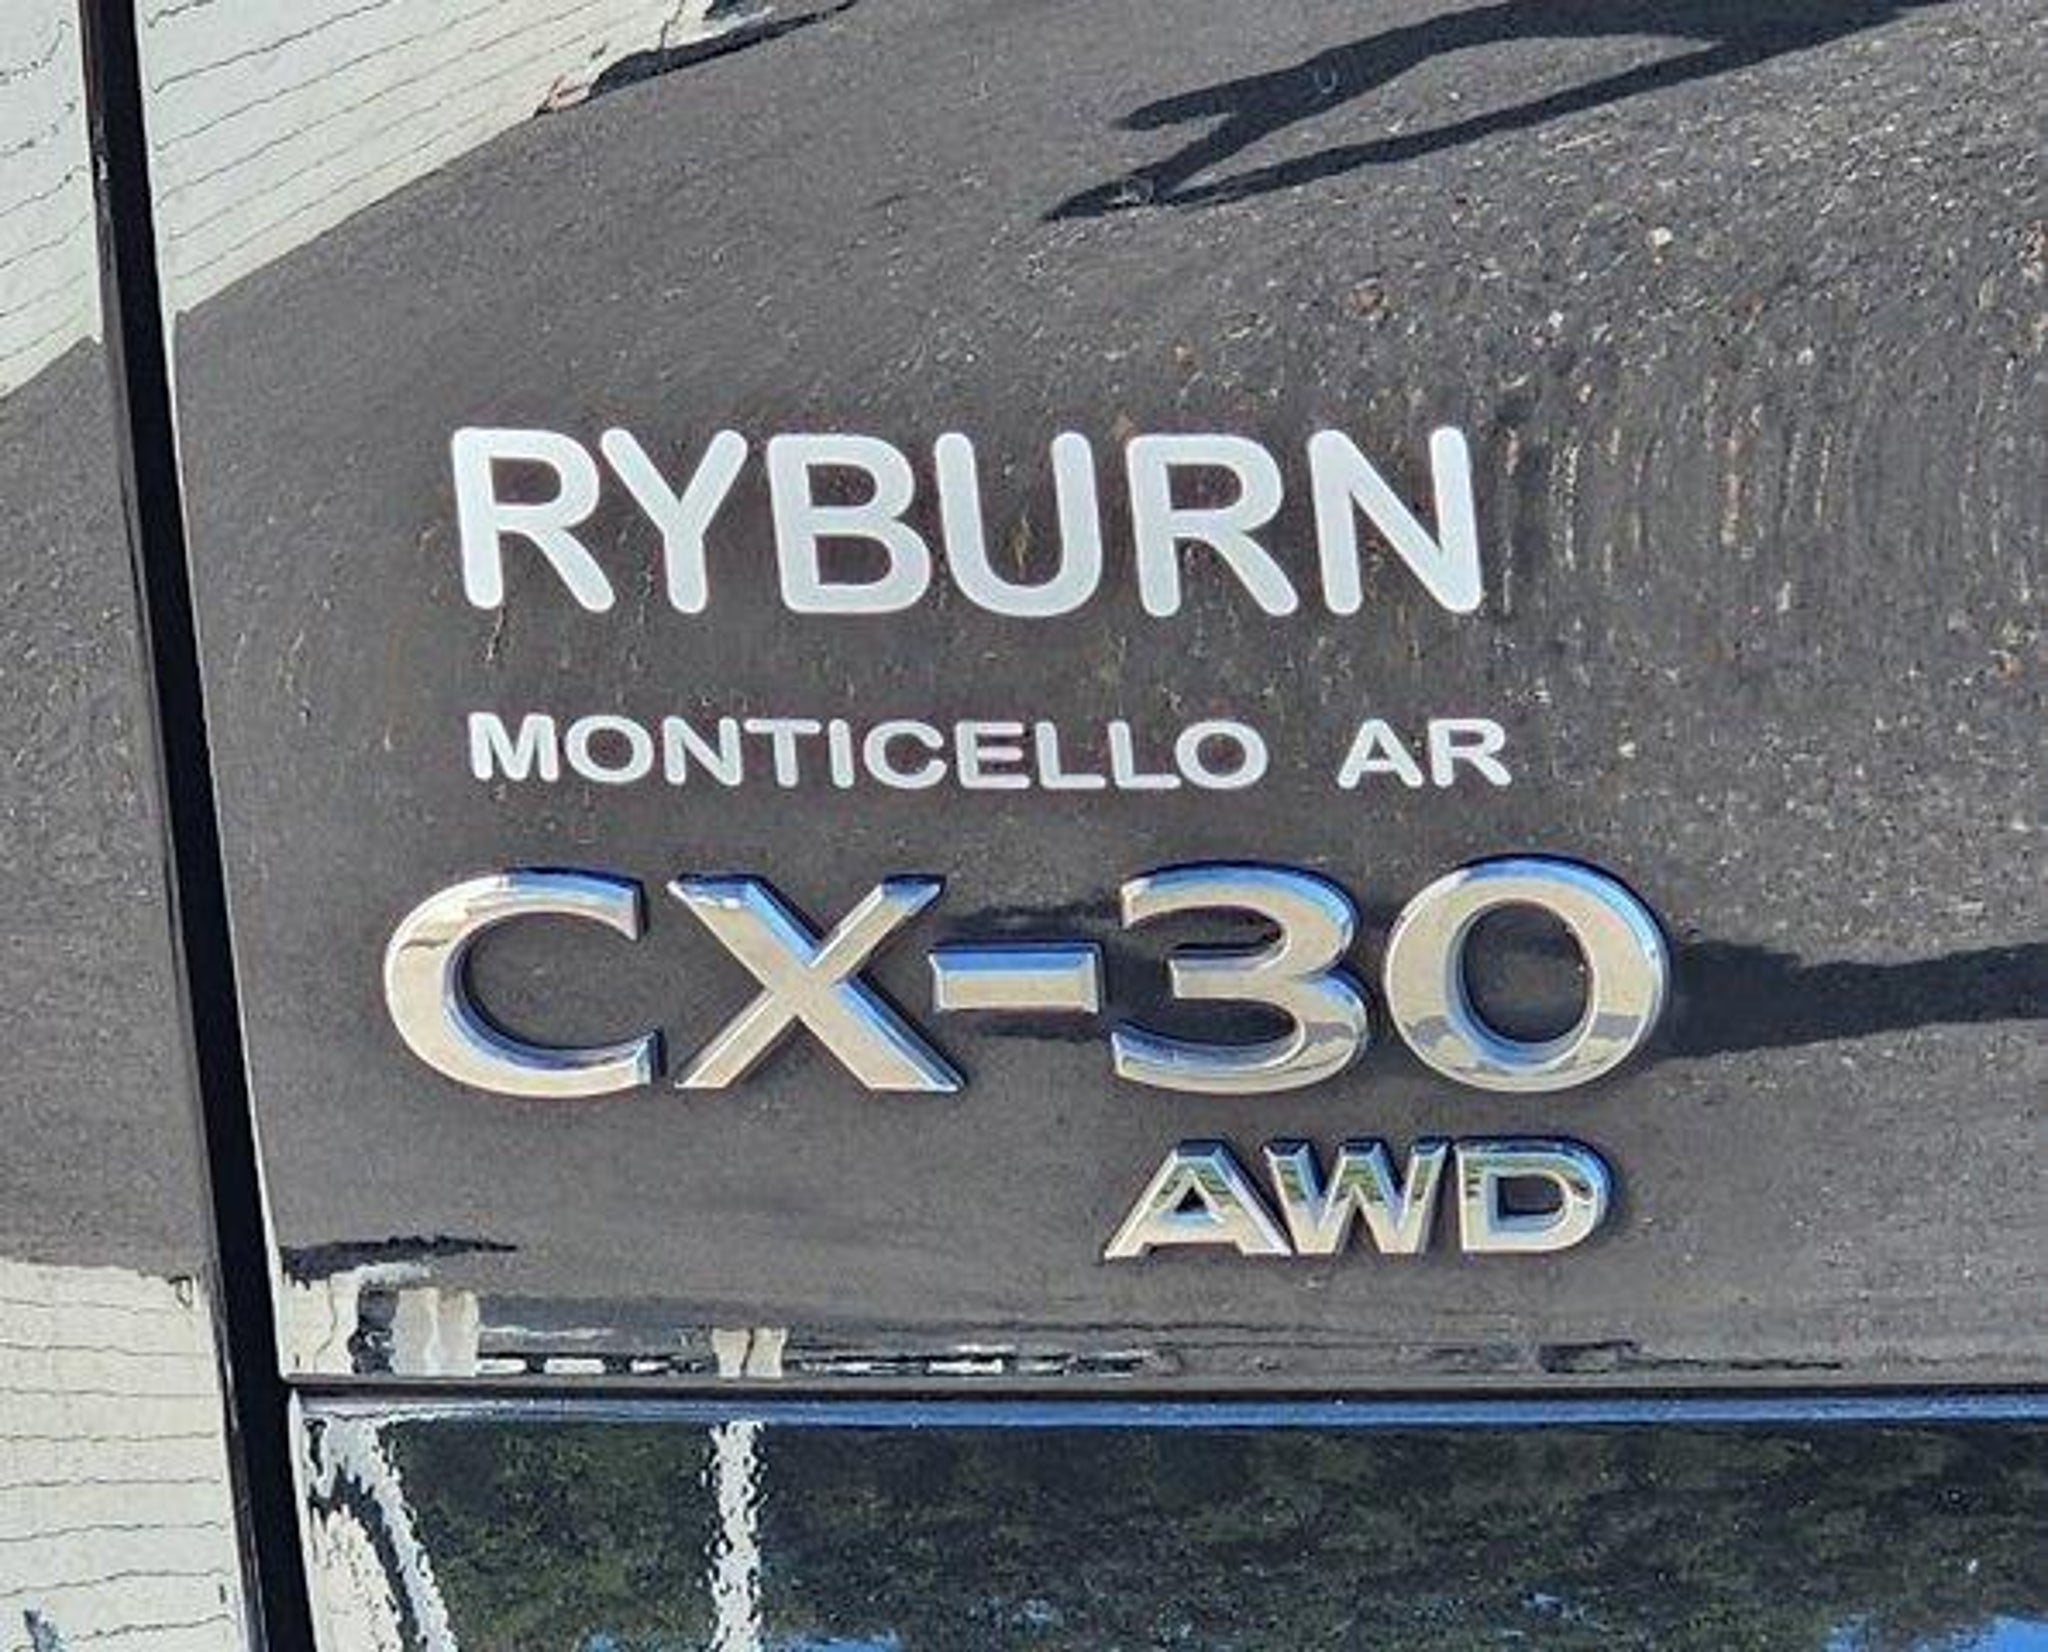 RYBURN
MONTICELLO AR
CX-30
AWD